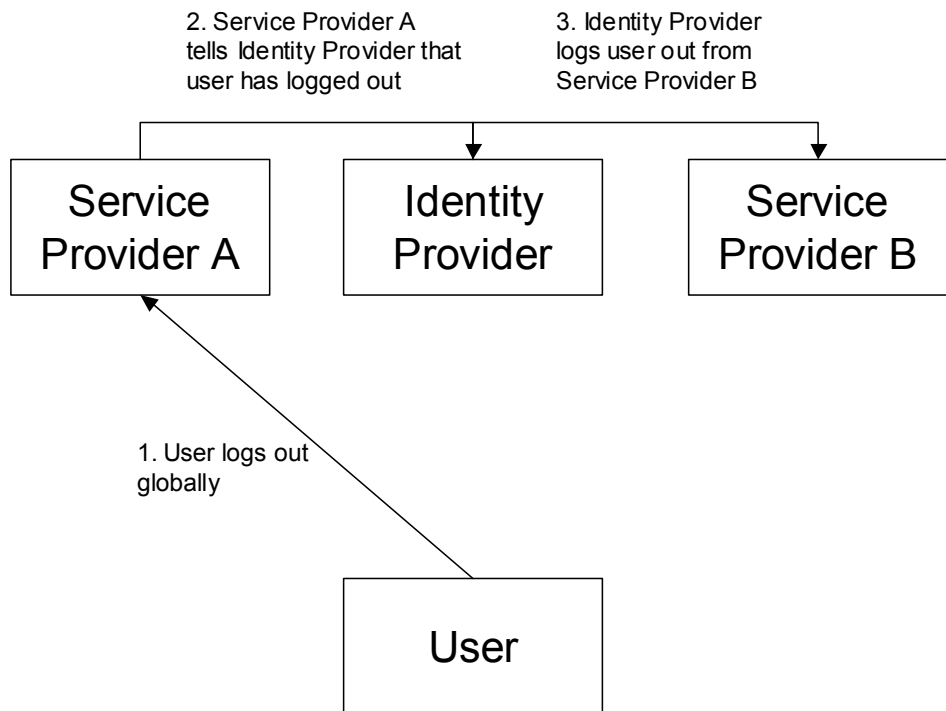 2. Service Provider A
tells Identity Provider that
user has logged out
3. Identity Provider
logs user out from
Service Provider B
Service
Provider A
Identity
Provider
Service
Provider B
1. User logs out
globally
User